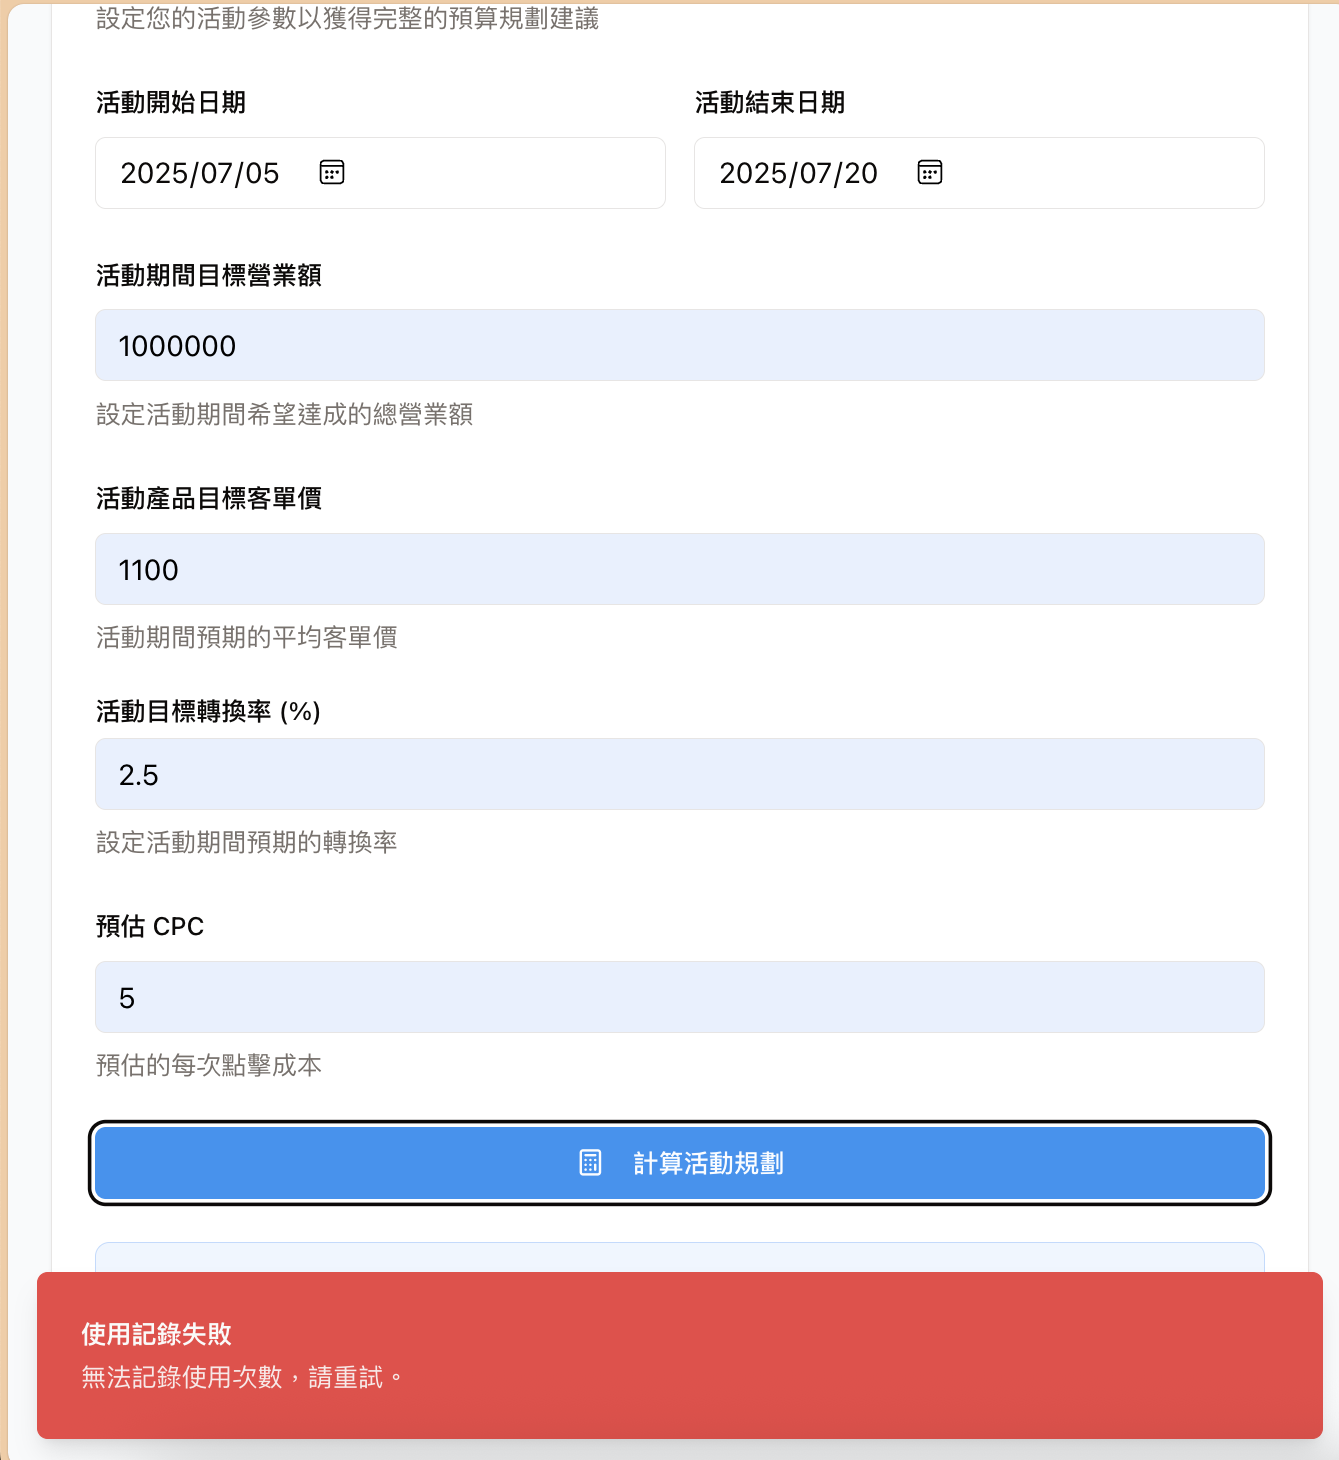 設定您的活動參數以獲得完整的預算規劃建議
活動開始日期
活動結束日期
2025/07/05
2025/07/20
活動期間目標營業額
1000000
設定活動期間希望達成的總營業額
活動產品目標客單價
1100
活動期間預期的平均客單價
活動目標轉換率 (%)
2.5
設定活動期間預期的轉換率
預估 CPC
5
預估的每次點擊成本
計算活動規劃
使用記錄失敗
無法記錄使用次數，請重試。